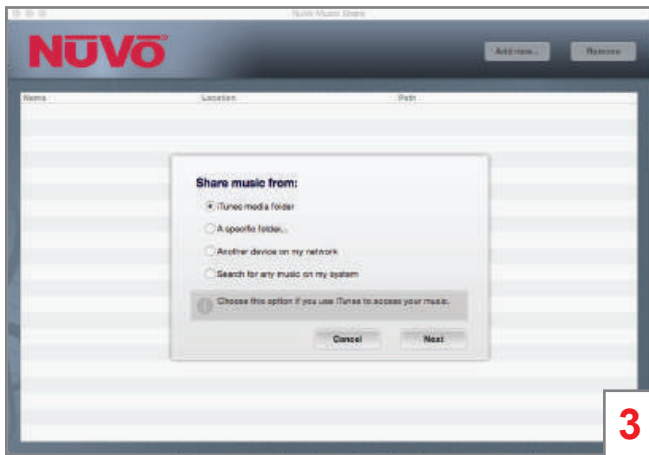 NuVo Music Share
NŪVō
Add new...
Remove
Name
Location
Path
Share music from:
iTunes media folder
A specific folder...
Another device on my network
Search for any music on my system
Choose this option if you use iTunes to access your music.
Cancel
Next
3